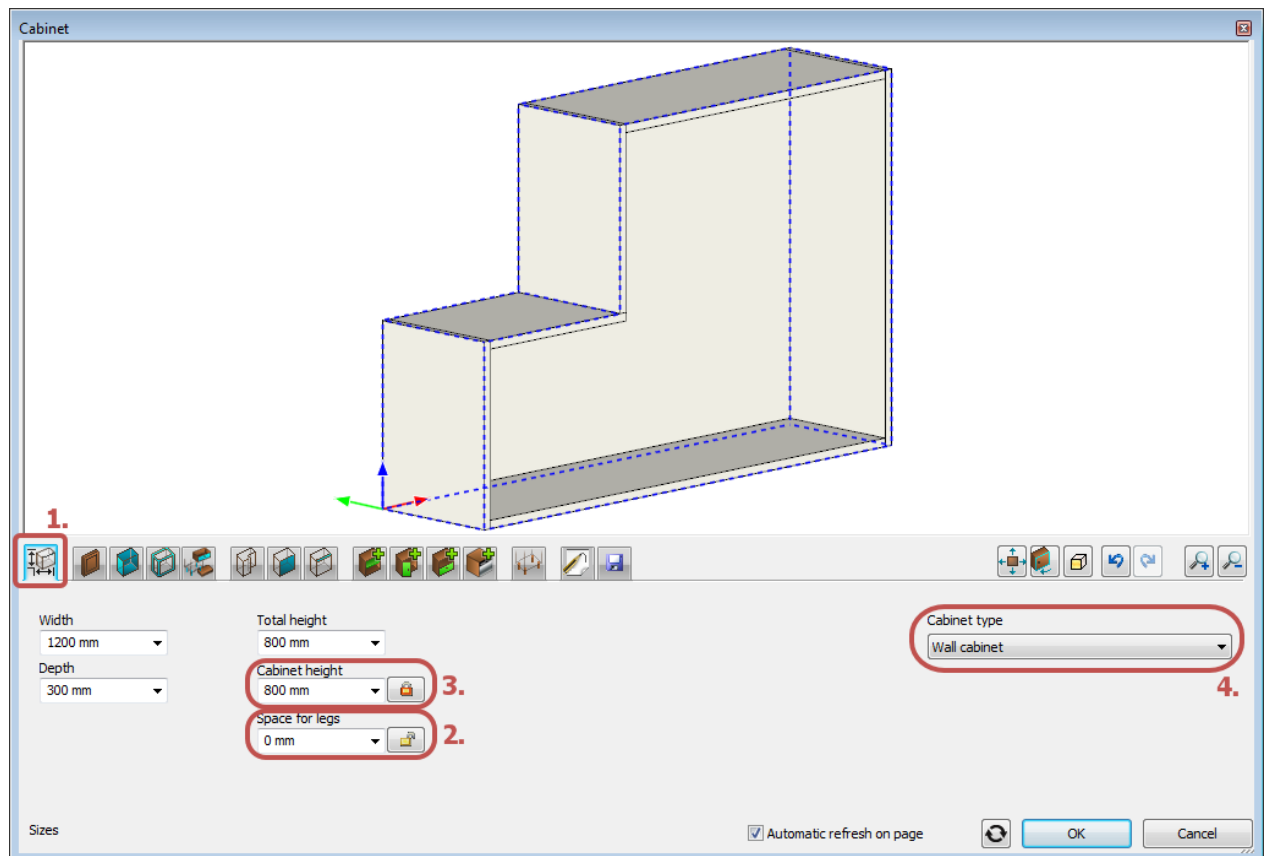 Cabinet
1.
Width
1200 mm
Total height
800 mm
Cabinet type
Wall cabinet
Depth
300 mm
Cabinet height
800 mm
3.
4.
Space for legs
0 mm
2.
Sizes
Automatic refresh on page
OK
Cancel